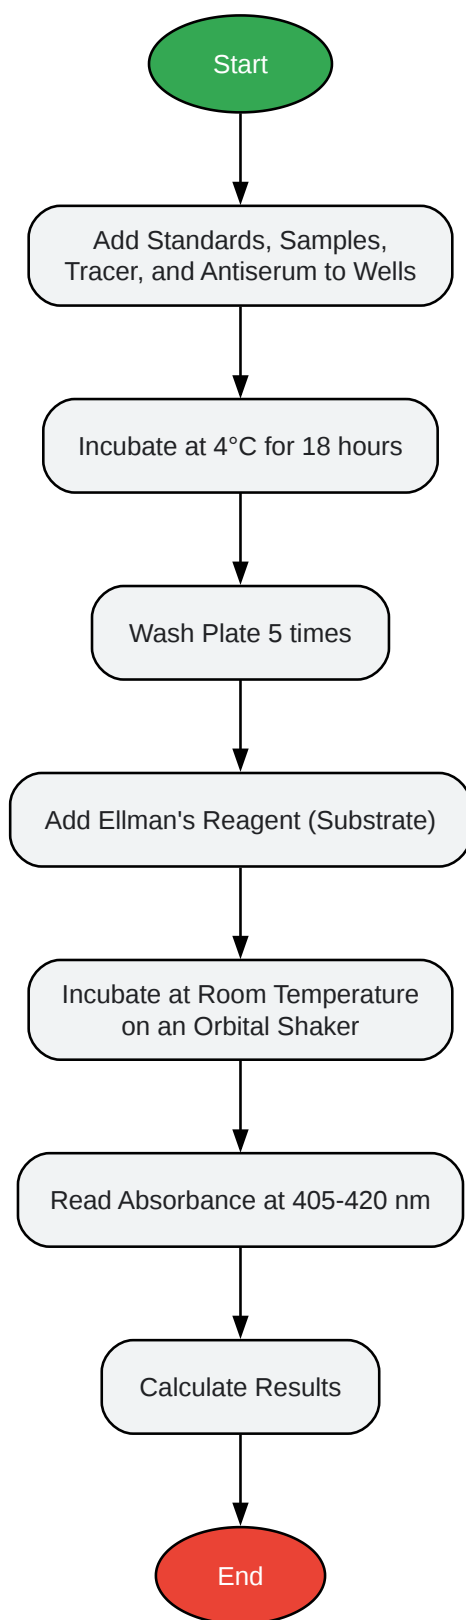 Start
Add Standards, Samples,
Tracer, and Antiserum to Wells
Incubate at 4°C for 18 hours
Wash Plate 5 times
Add Ellman's Reagent (Substrate)
Incubate at Room Temperature
on an Orbital Shaker
Read Absorbance at 405-420 nm
Calculate Results
End